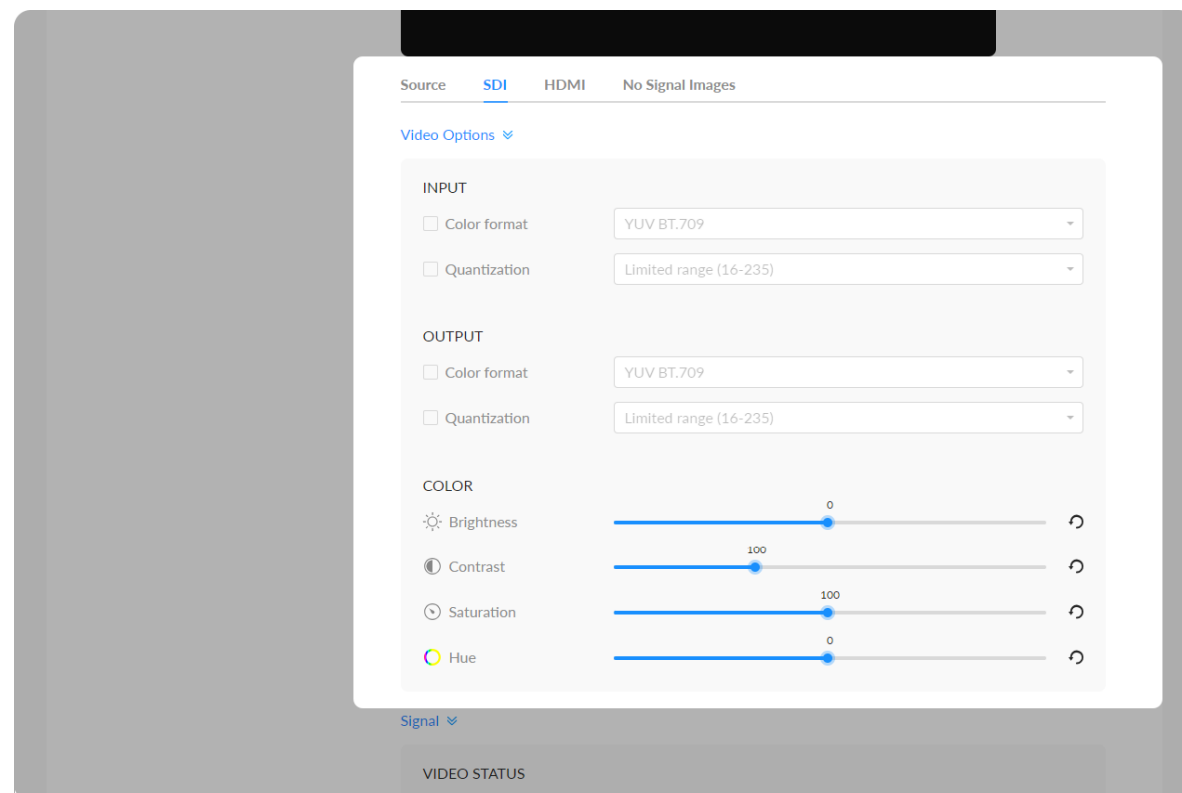 Source SDI HDMI No Signal Images
Video Options
INPUT
Color format YUV BT.709
Quantization Limited range (16-235)
OUTPUT
Color format YUV BT.709
Quantization Limited range (16-235)
COLOR
0
Brightness
100
Contrast
100
Saturation
0
Hue
Signal
VIDEO STATUS